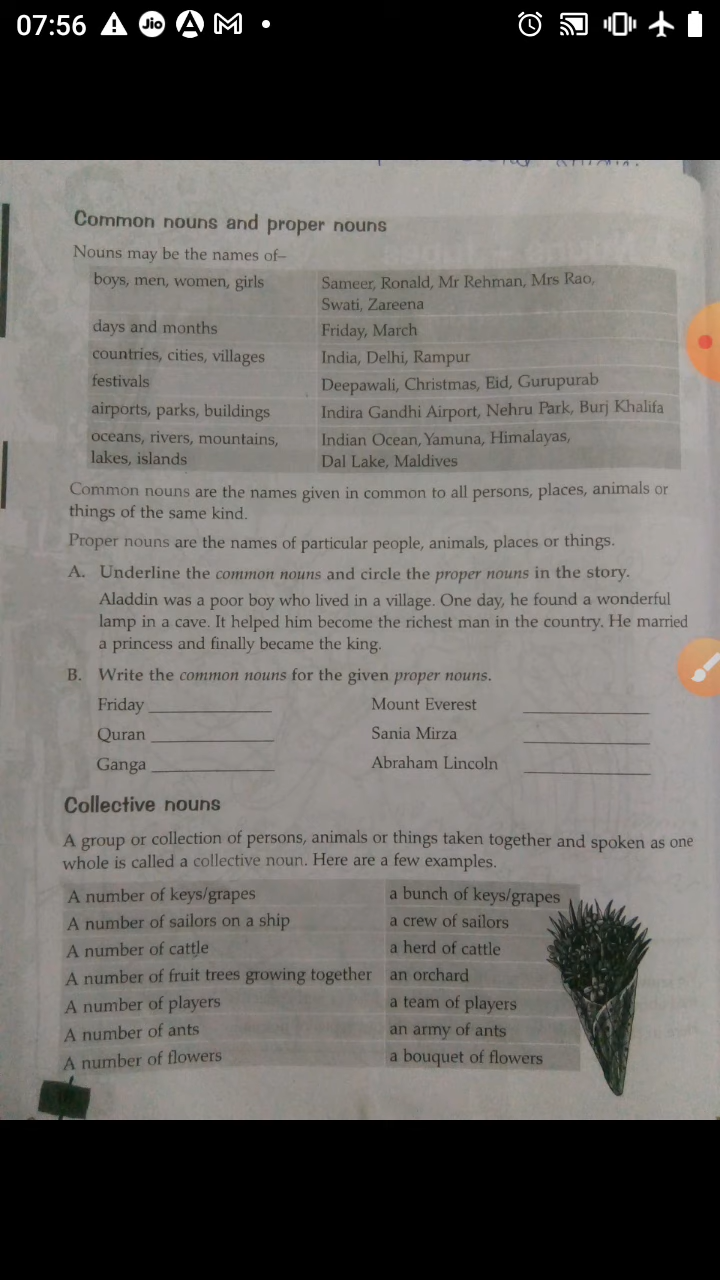 07:56 Jio
Common nouns and proper nouns
Nouns may be the names of–
boys, men, women, girls Sameer, Ronald, Mr Rehman, Mrs Rao,
Swati, Zareena
days and months Friday, March
countries, cities, villages India, Delhi, Rampur
festivals Deepawali, Christmas, Eid, Gurupurab
airports, parks, buildings Indira Gandhi Airport, Nehru Park, Burj Khalifa
oceans, rivers, mountains, Indian Ocean, Yamuna, Himalayas,
lakes, islands Dal Lake, Maldives
Common nouns are the names given in common to all persons, places, animals or
things of the same kind.
Proper nouns are the names of particular people, animals, places or things.
A. Underline the common nouns and circle the proper nouns in the story.
Aladdin was a poor boy who lived in a village. One day, he found a wonderful
lamp in a cave. It helped him become the richest man in the country. He married
a princess and finally became the king.
B. Write the common nouns for the given proper nouns.
Friday ____________ Mount Everest ____________
Quran ____________ Sania Mirza ____________
Ganga ____________ Abraham Lincoln ____________
Collective nouns
A group or collection of persons, animals or things taken together and spoken as one
whole is called a collective noun. Here are a few examples.
A number of keys/grapes a bunch of keys/grapes
A number of sailors on a ship a crew of sailors
A number of cattle a herd of cattle
A number of fruit trees growing together an orchard
A number of players a team of players
A number of ants an army of ants
A number of flowers a bouquet of flowers